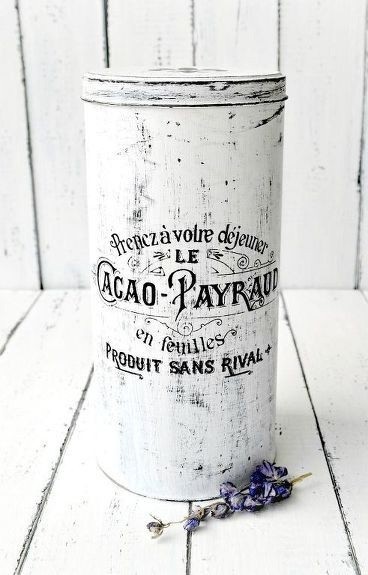 Prenez à votre déjeuner
LE
CACAO-PAYRAUD
en feuilles
PRODUIT SANS RIVAL